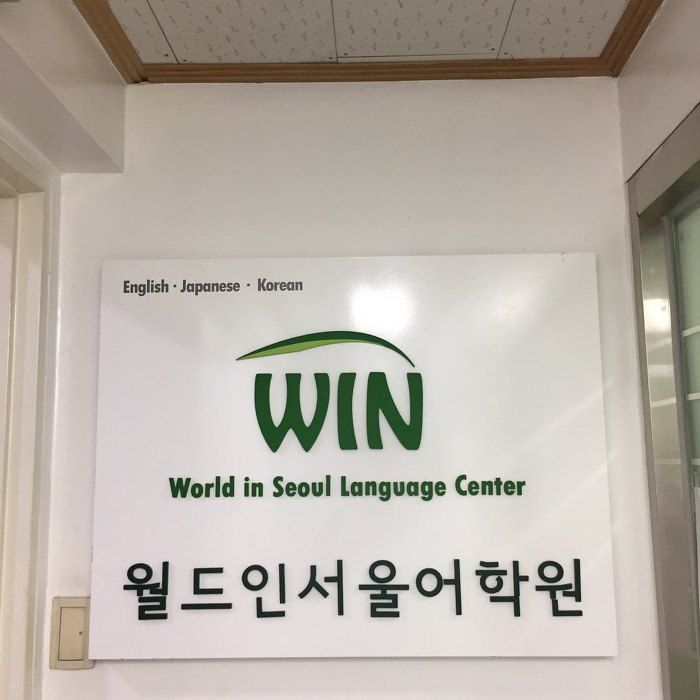 English · Japanese · Korean
WIN
World in Seoul Language Center
월드인서울어학원